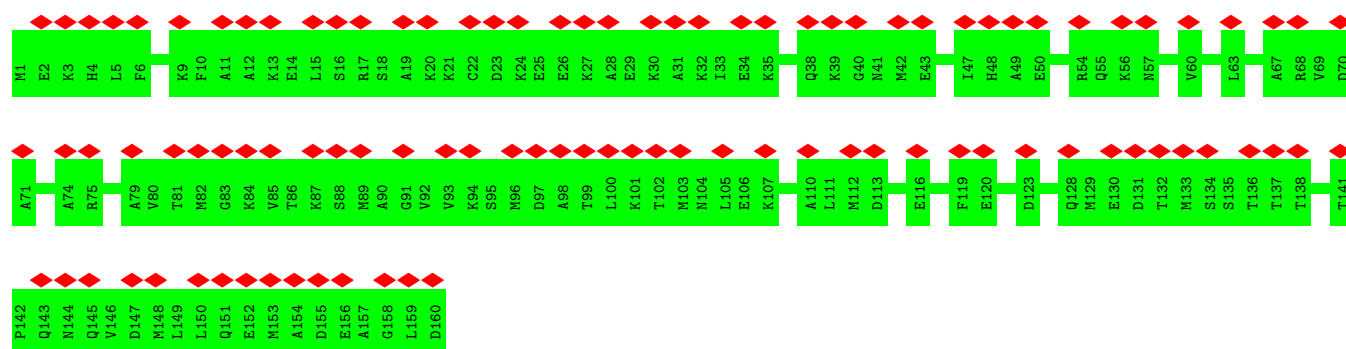 M1 E2 K3 H4 L5 F6 K9 F10 A11 A12 K13 E14 L15 S16 R17 S18 A19 K20 K21 C22 D23 K24 E25 E26 K27 A28 E29 K30 A31 K32 I33 E34 K35 Q38 K39 G40 N41 M42 E43 I47 H48 A49 E50 R54 Q55 K56 N57 V60 L63 A67 R68 V69 D70
A71 A74 R75 A79 V80 T81 M82 G83 K84 V85 T86 K87 S88 M89 A90 G91 V92 V93 K94 S95 M96 D97 A98 T99 L100 K101 T102 M103 N104 L105 E106 K107 A110 L111 M112 D113 E116 F119 E120 D123 Q128 M129 E130 D131 T132 M133 S134 S135 T136 T137 T138 T141
P142 Q143 N144 Q145 V146 D147 M148 L149 L150 Q151 E152 M153 A154 D155 E156 A157 G158 L159 D160